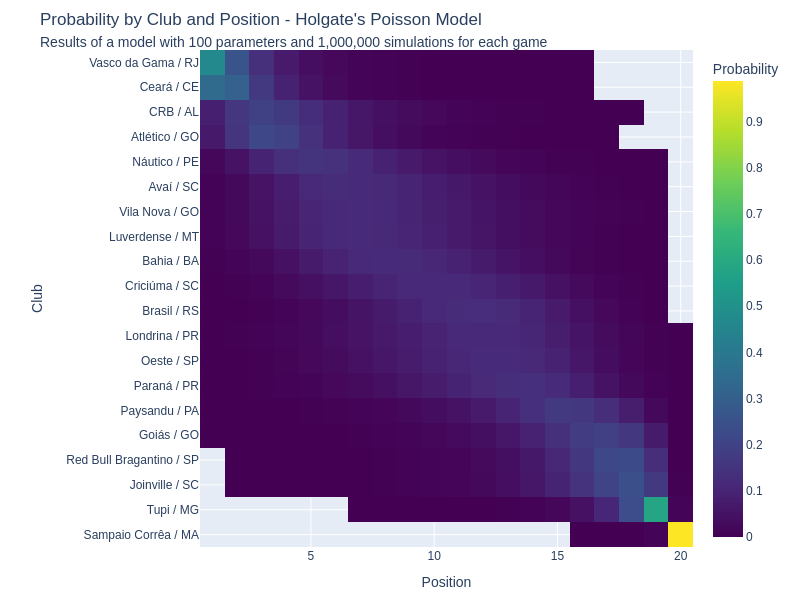 Probability by Club and Position - Holgate's Poisson Model
Results of a model with 100 parameters and 1,000,000 simulations for each game
Probability
Vasco da Gama / RJ
Ceará / CE
CRB / AL
Atlético / GO
Náutico / PE
Avaí / SC
Vila Nova / GO
Luverdense / MT
Bahia / BA
Criciúma / SC
Brasil / RS
Londrina / PR
Oeste / SP
Paraná / PR
Paysandu / PA
Goiás / GO
Red Bull Bragantino / SP
Joinville / SC
Tupi / MG
Sampaio Corrêa / MA
Club
5
10
15
20
Position
0.9
0.8
0.7
0.6
0.5
0.4
0.3
0.2
0.1
0